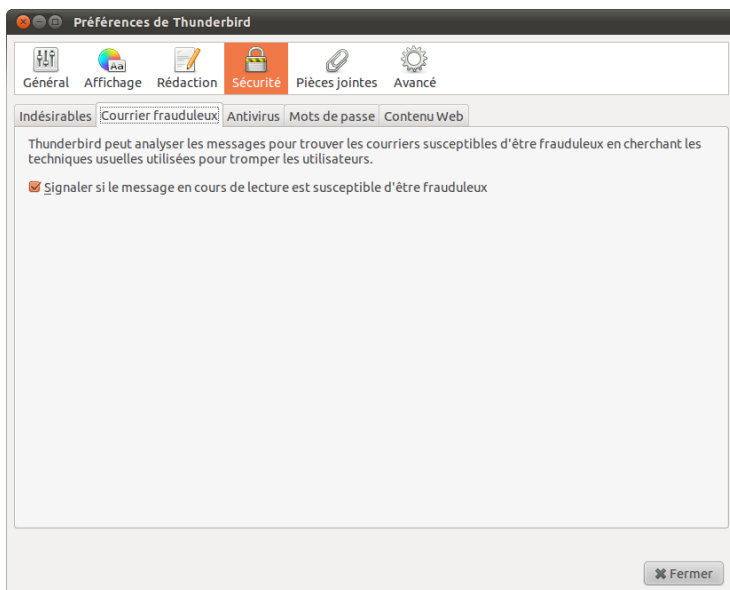 Préférences de Thunderbird
Général Affichage Rédaction Sécurité Pièces jointes Avancé
Indésirables Courrier frauduleux Antivirus Mots de passe Contenu Web
Thunderbird peut analyser les messages pour trouver les courriers susceptibles d'être frauduleux en cherchant les
techniques usuelles utilisées pour tromper les utilisateurs.
Signaler si le message en cours de lecture est susceptible d'être frauduleux
Fermer